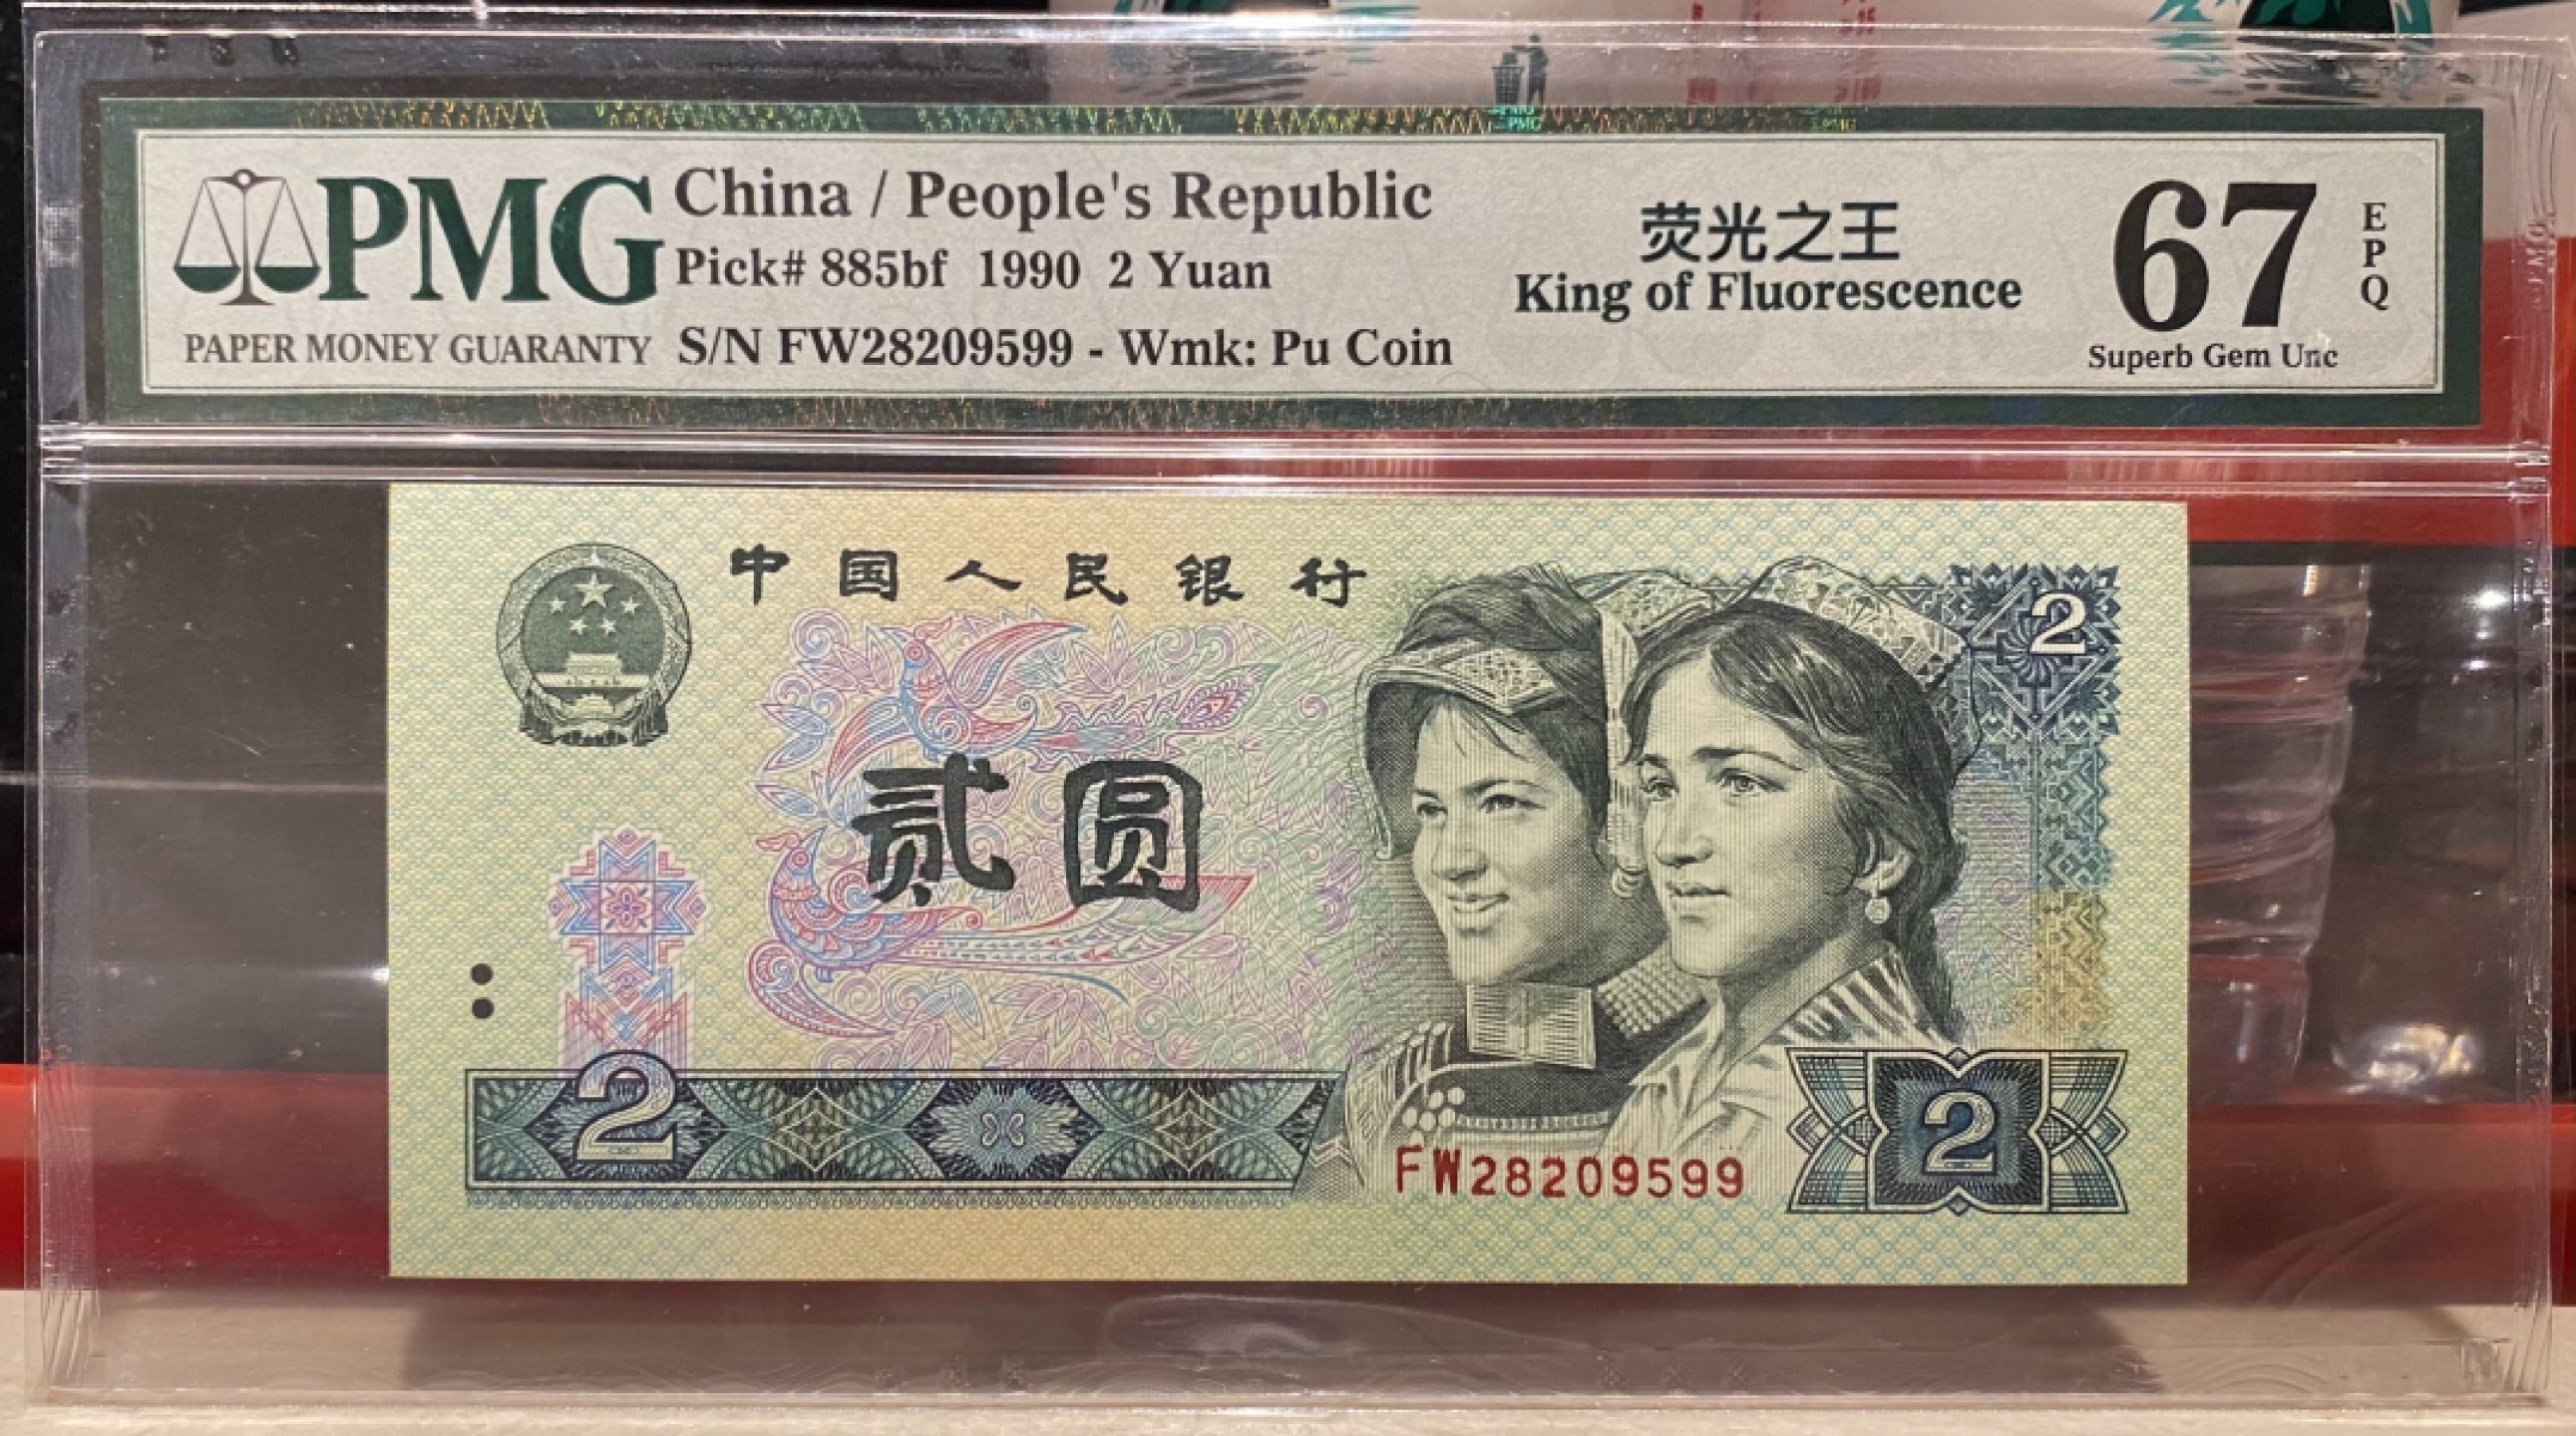 PMG
PAPER MONEY GUARANTY
China / People's Republic
Pick# 885bf 1990 2 Yuan
S/N FW28209599 - Wmk: Pu Coin
荧光之王
King of Fluorescence
67
EPQ
Superb Gem Unc
中国人民银行
2
贰圆
2
FW28209599
2